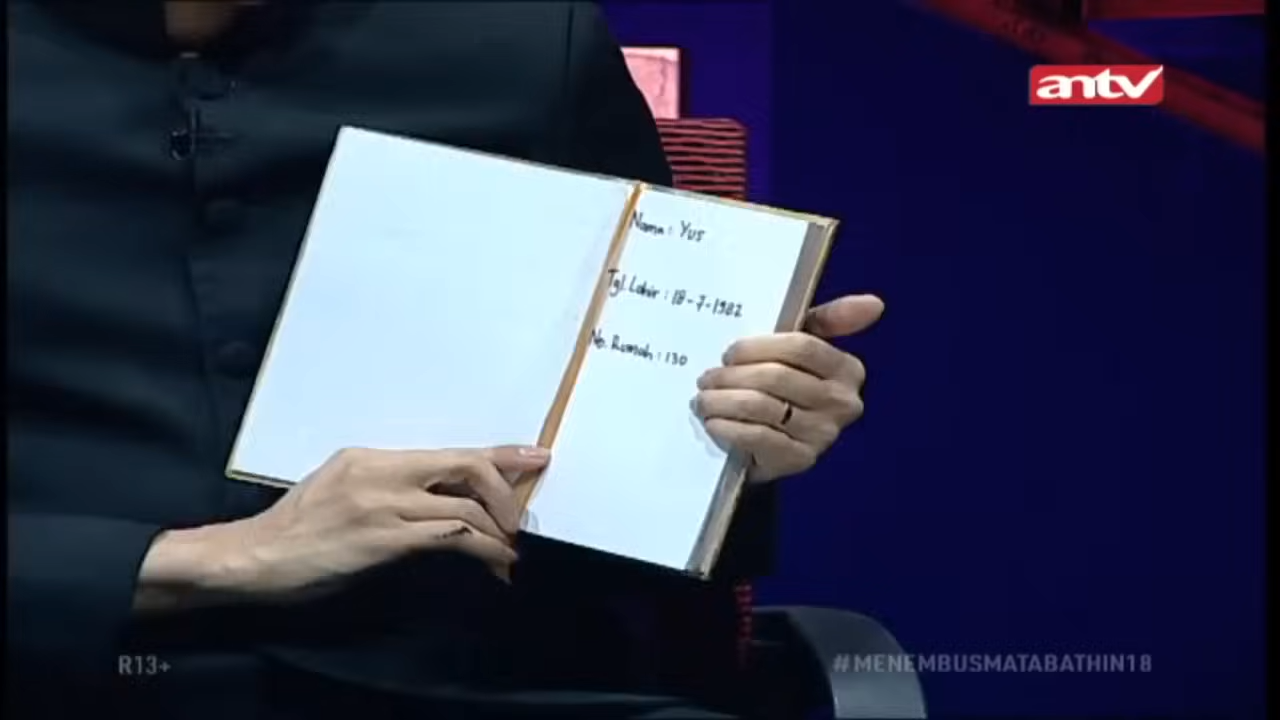 antv
Nama : Yus
Tgl. Lahir : 18-7-1982
No. Rumah : 130
R13+
#MENEMBUSMATABATHIN18